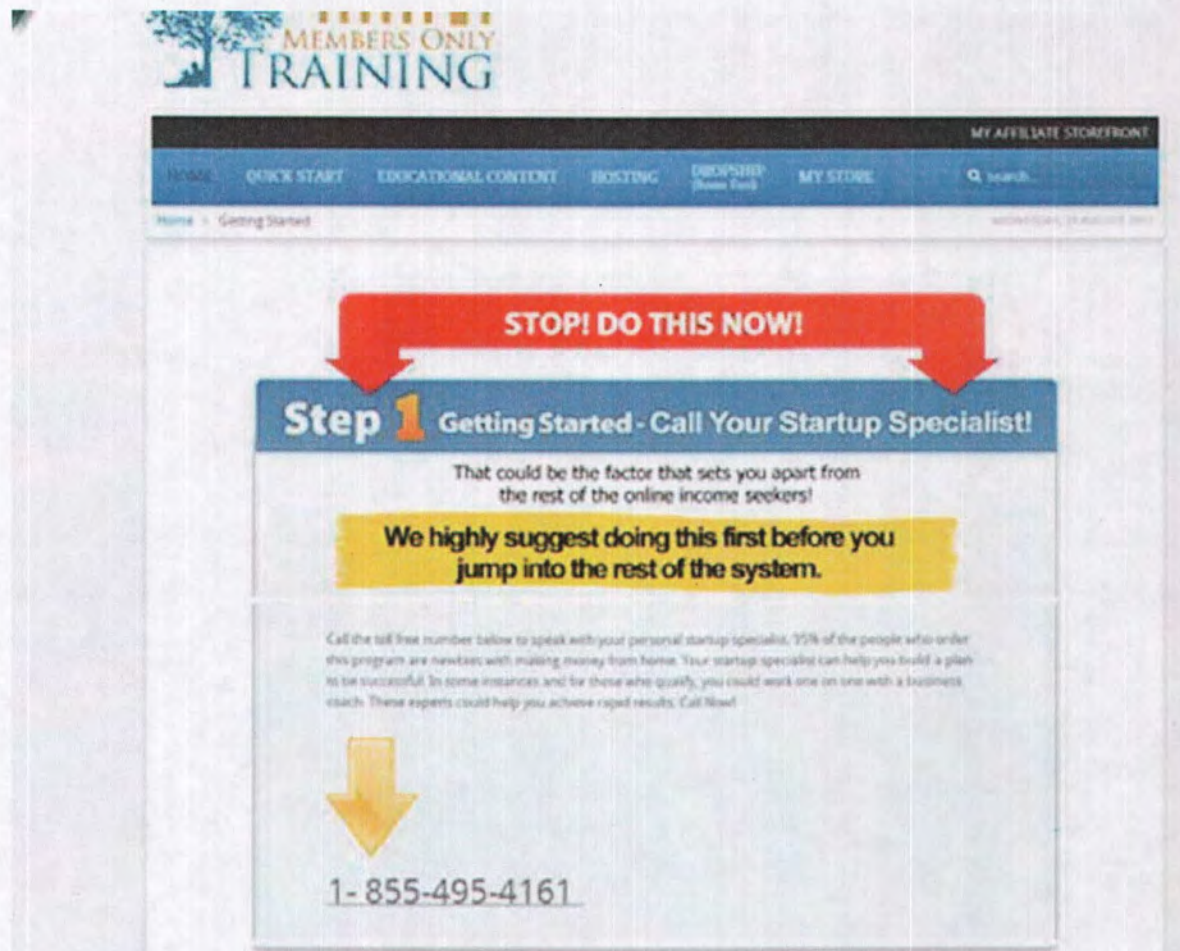 MEMBERS ONLY
TRAINING
MY AFFILIATE STOREFRONT
HOME QUICK START EDUCATIONAL CONTENT HOSTING DROPSHIP MY STORE Search
Home > Getting Started
STOP! DO THIS NOW!
Step 1 Getting Started - Call Your Startup Specialist!
That could be the factor that sets you apart from
the rest of the online income seekers!
We highly suggest doing this first before you
jump into the rest of the system.
Call the toll free number below to speak with your personal startup specialist. 95% of the people who order
this program are newbies with making money from home. Your startup specialist can help you build a plan
to be successful. In some instances and for those who qualify, you could work one on one with a business
coach. These experts could help you achieve rapid results. Call Now!
1- 855-495-4161